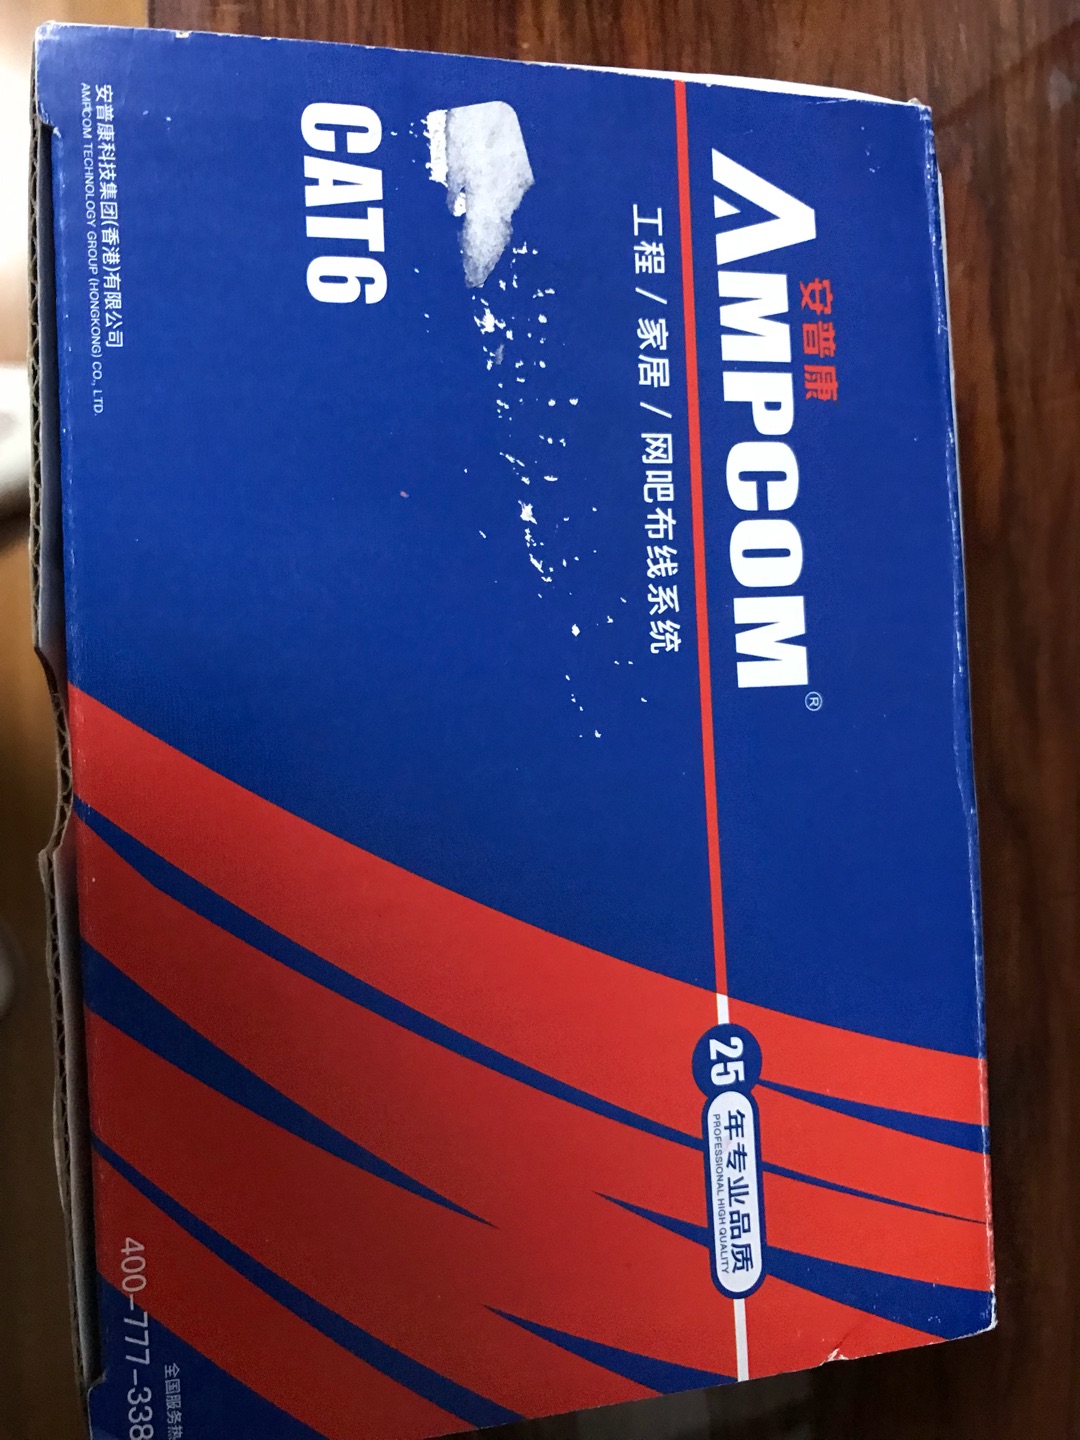 安普康
AMPCOM®
工程 / 家居 / 网吧布线系统
25
年专业品质
PROFESSIONAL HIGH QUALITY
CAT6
安普康科技集团(香港)有限公司
AMPCOM TECHNOLOGY GROUP (HONGKONG) CO., LTD.
全国服务热
400-777-338